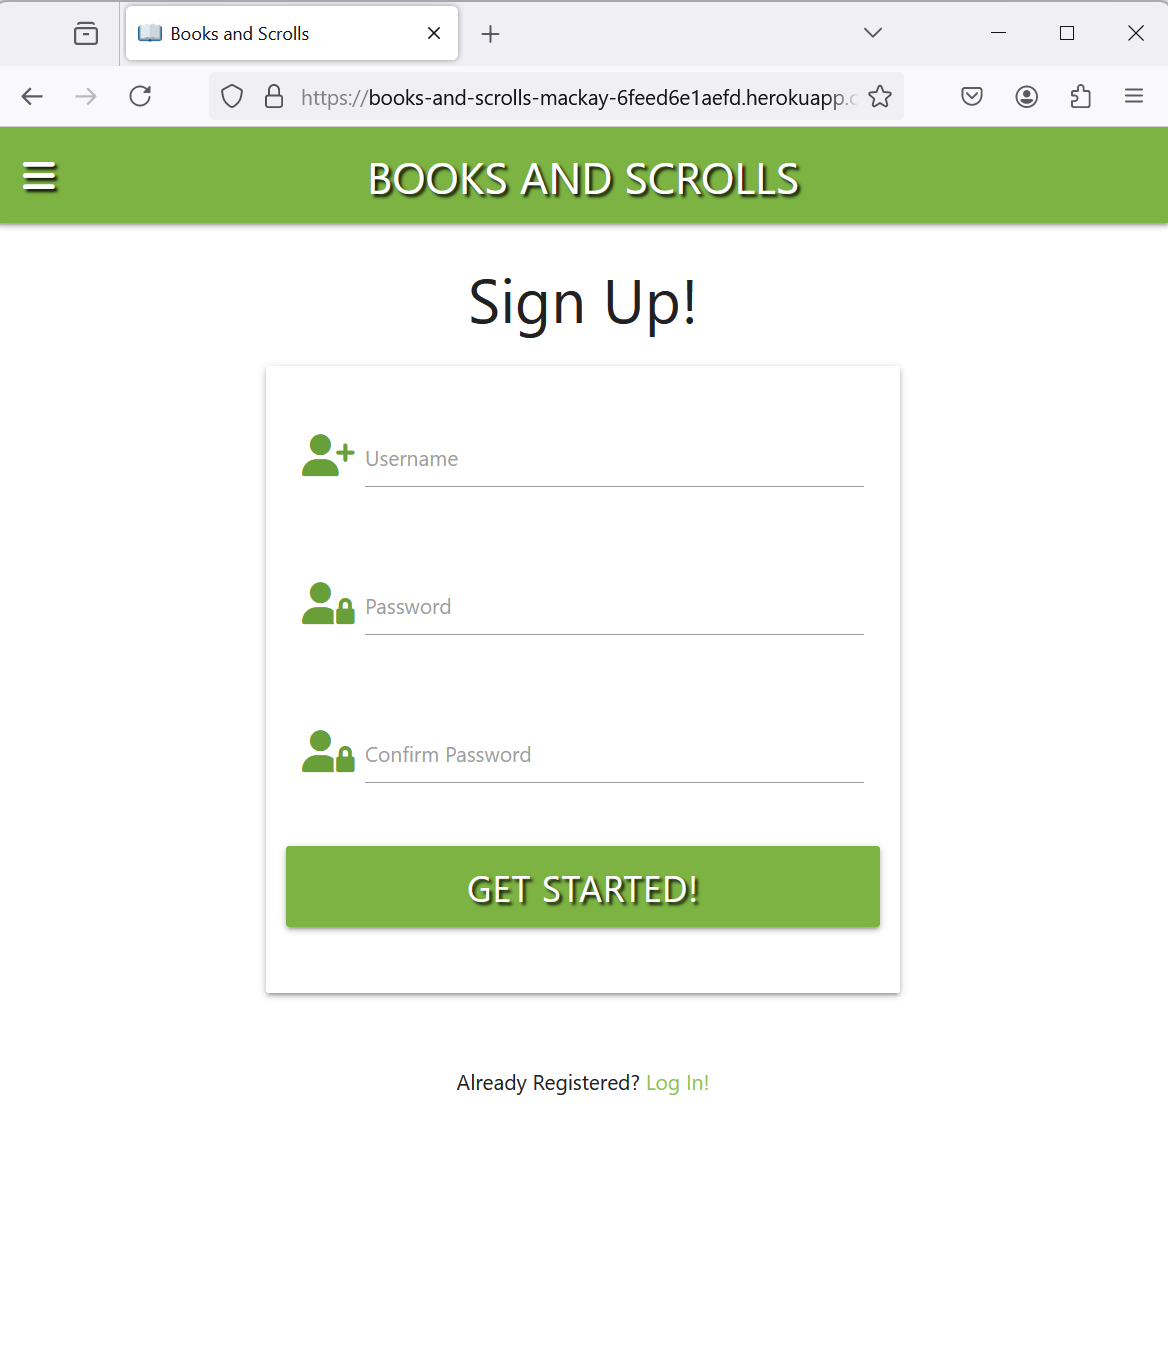 Books and Scrolls
https://books-and-scrolls-mackay-6feed6e1aefd.herokuapp.c
BOOKS AND SCROLLS
Sign Up!
Username
Password
Confirm Password
GET STARTED!
Already Registered? Log In!